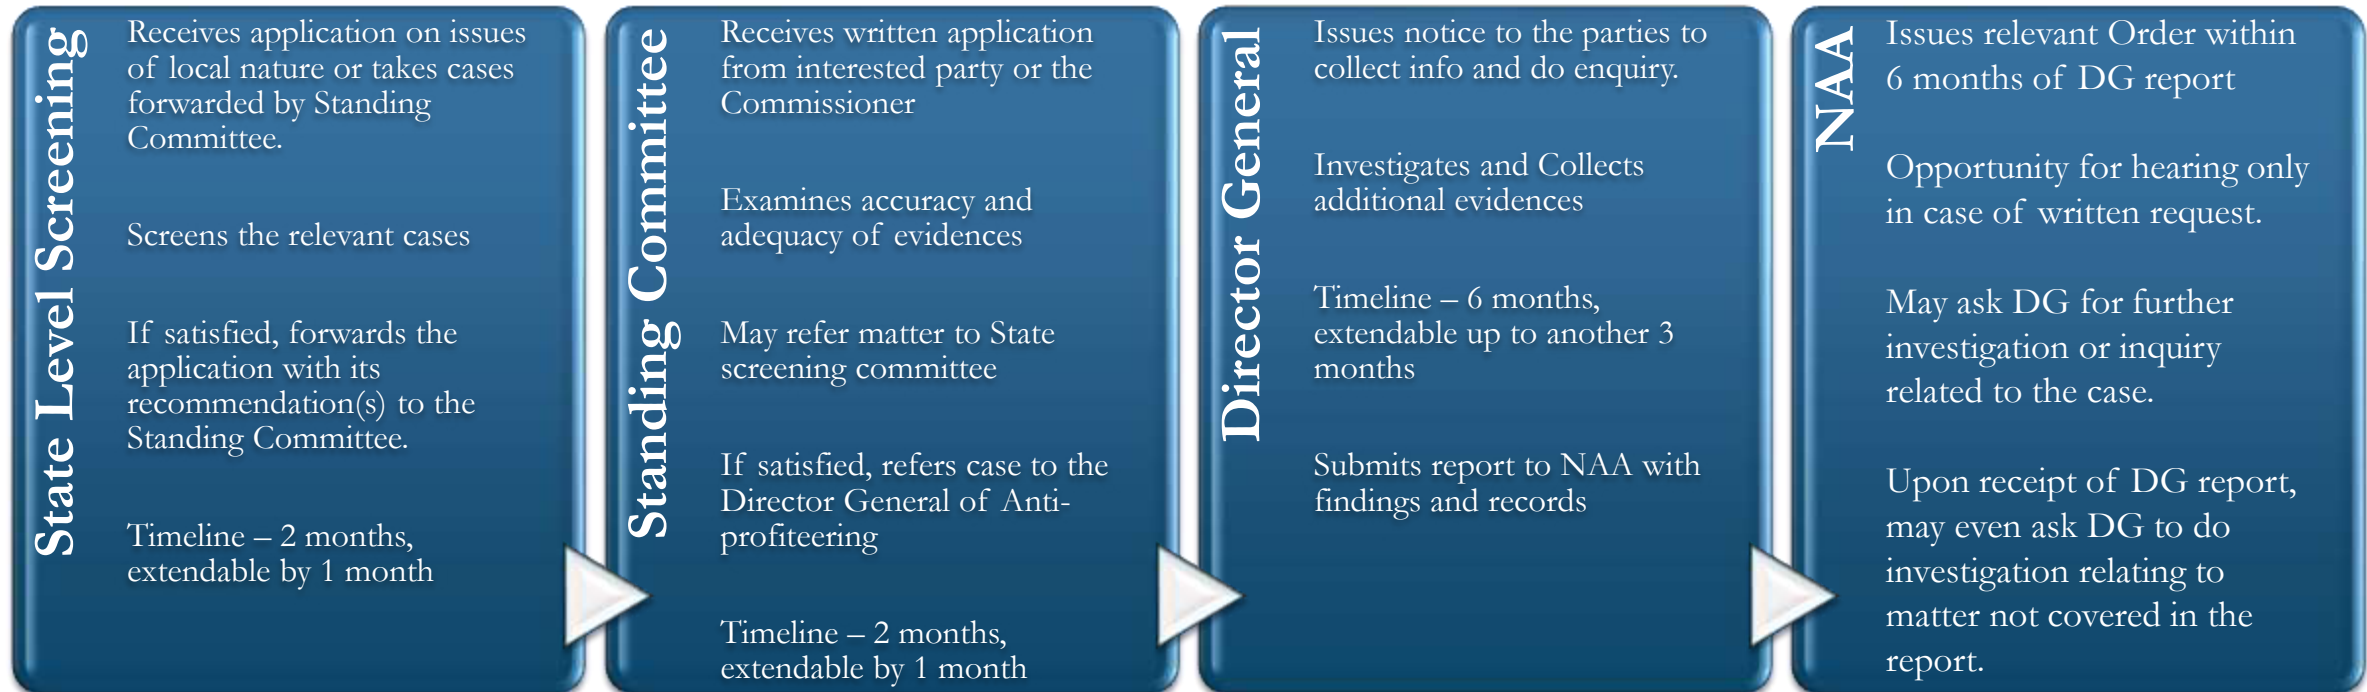 State Level Screening
Receives application on issues
of local nature or takes cases
forwarded by Standing
Committee.
Screens the relevant cases
If satisfied, forwards the
application with its
recommendation(s) to the
Standing Committee.
Timeline – 2 months,
extendable by 1 month
Standing Committee
Receives written application
from interested party or the
Commissioner
Examines accuracy and
adequacy of evidences
May refer matter to State
screening committee
If satisfied, refers case to the
Director General of Anti-
profiteering
Timeline – 2 months,
extendable by 1 month
Director General
Issues notice to the parties to
collect info and do enquiry.
Investigates and Collects
additional evidences
Timeline – 6 months,
extendable up to another 3
months
Submits report to NAA with
findings and records
NAA
Issues relevant Order within
6 months of DG report
Opportunity for hearing only
in case of written request.
May ask DG for further
investigation or inquiry
related to the case.
Upon receipt of DG report,
may even ask DG to do
investigation relating to
matter not covered in the
report.